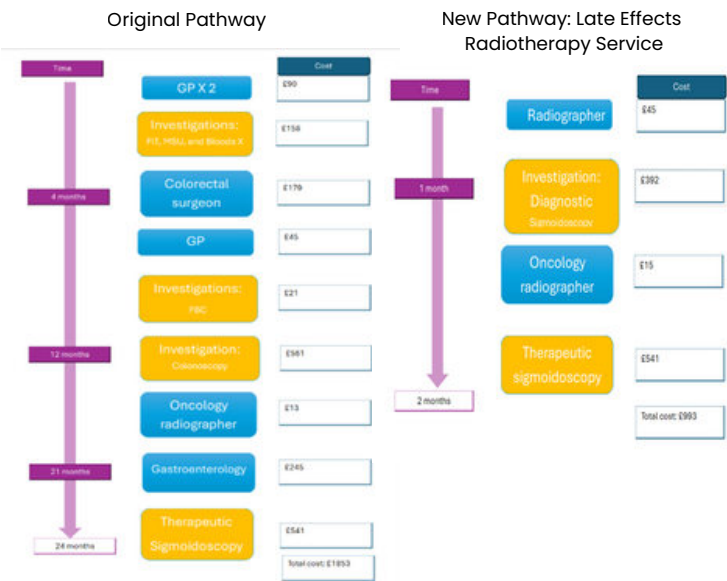 Original Pathway
New Pathway: Late Effects
Radiotherapy Service
Time
Cost
GP X 2
£90
Investigations:
FIT, MSU, and Bloods X
4 months
Colorectal
surgeon
GP
£45
Investigations:
FBC
£21
12 months
Investigation:
Colonoscopy
Oncology
radiographer
£13
21 months
Gastroenterology
£245
Therapeutic
Sigmoidoscopy
£541
24 months
Total cost: £1853
Time
Cost
Radiographer
£45
1 month
Investigation:
Diagnostic
Sigmoidoscopy
£392
Oncology
radiographer
£15
Therapeutic
sigmoidoscopy
£541
2 months
Total cost: £993